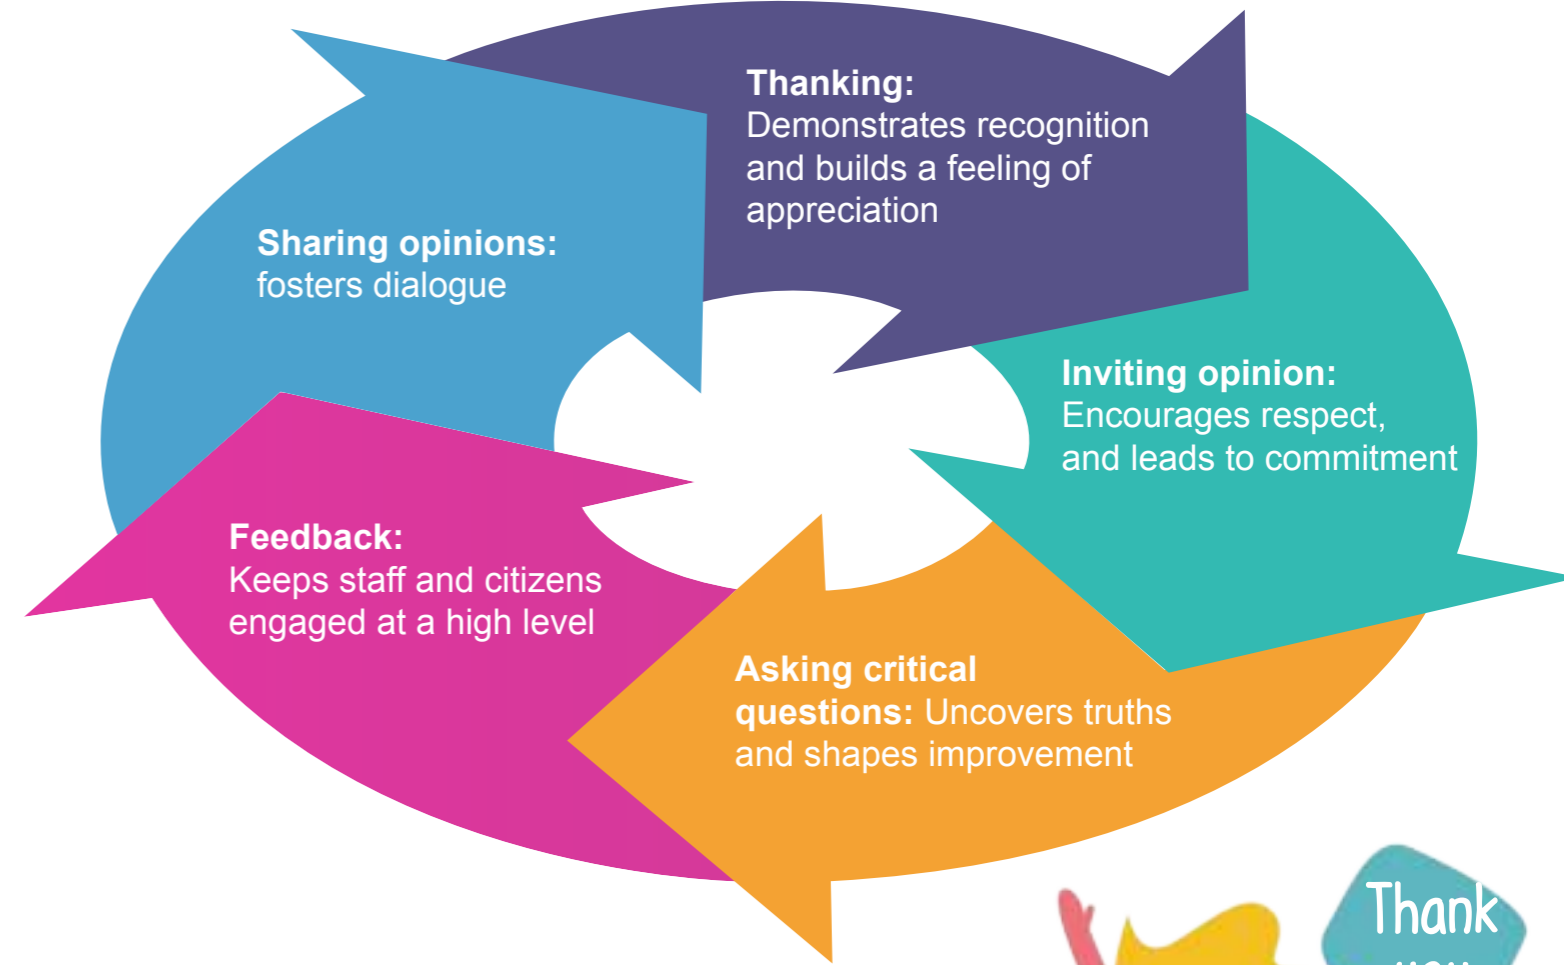 Thanking:
Demonstrates recognition
and builds a feeling of
appreciation
Inviting opinion:
Encourages respect,
and leads to commitment
Asking critical
questions: Uncovers truths
and shapes improvement
Feedback:
Keeps staff and citizens
engaged at a high level
Sharing opinions:
fosters dialogue
Thank